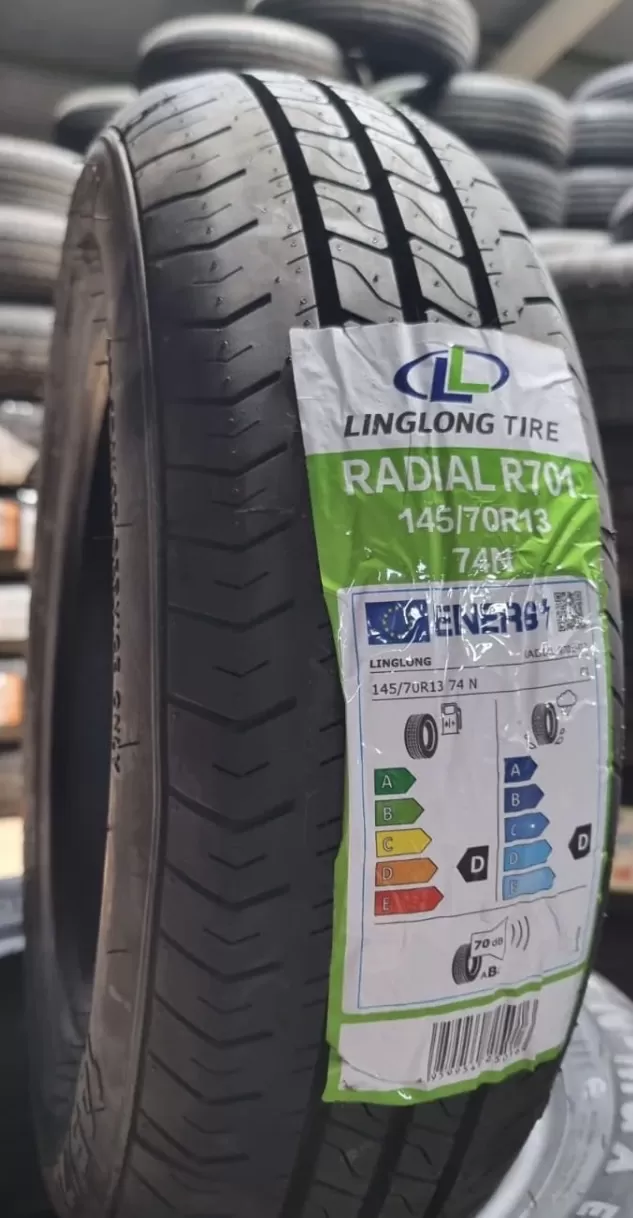 LINGLONG TIRE
RADIAL R701
145/70R13
74N
ENERG
LINGLONG
145/70R13 74 N
A
B
C
D
E
D
A
B
C
D
E
D
70 dB
AB